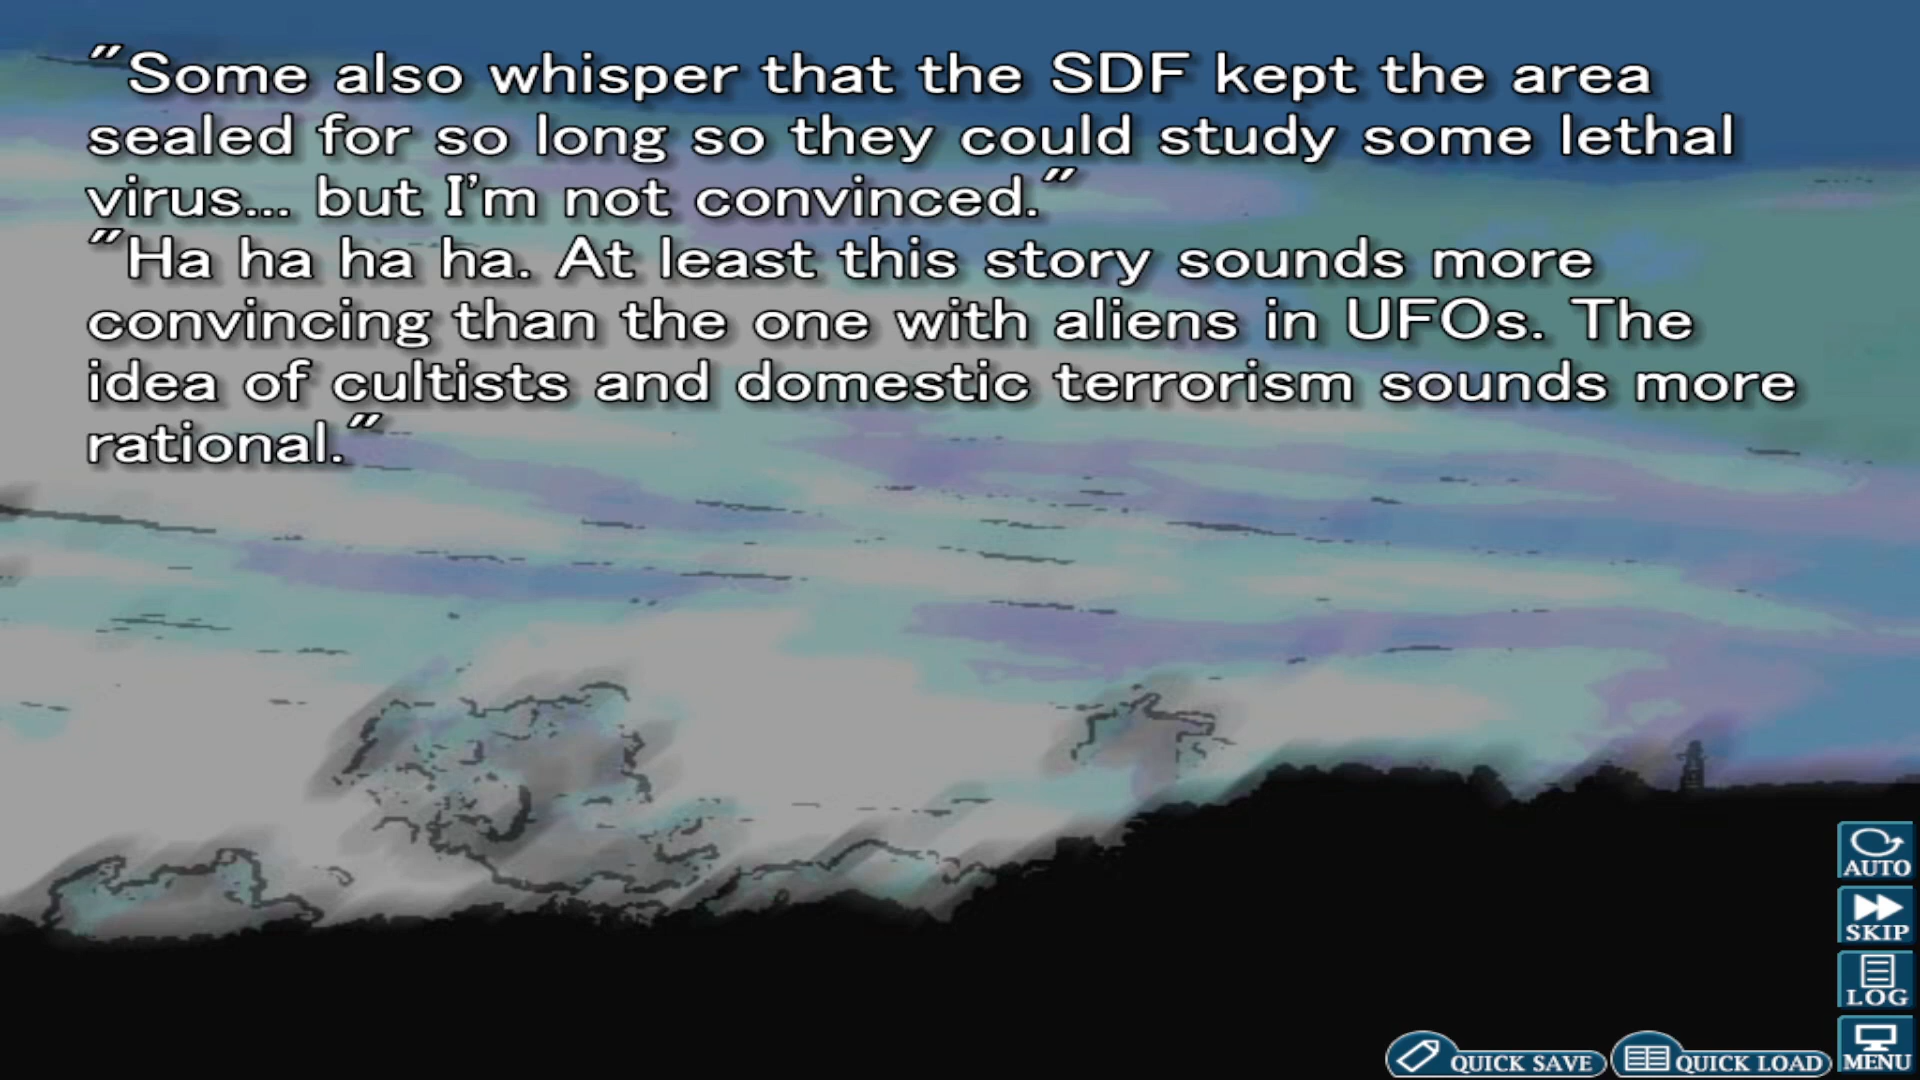 "Some also whisper that the SDF kept the area
sealed for so long so they could study some lethal
virus... but I'm not convinced."
"Ha ha ha ha. At least this story sounds more
convincing than the one with aliens in UFOs. The
idea of cultists and domestic terrorism sounds more
rational."
AUTO
SKIP
LOG
QUICK SAVE
QUICK LOAD
MENU